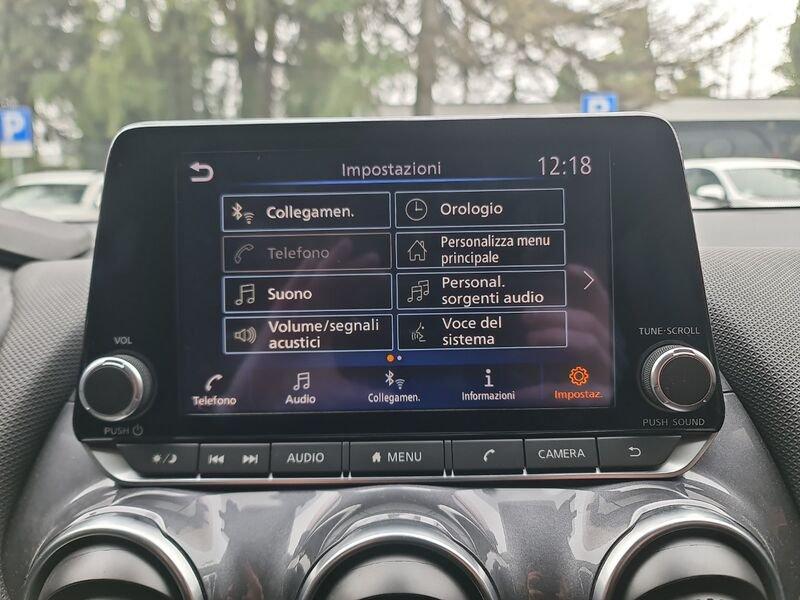 P
P
Impostazioni 12:18
Collegamen. Orologio
Telefono Personalizza menu
principale
Suono Personal.
sorgenti audio
Volume/segnali
acustici
Voce del
sistema
Telefono Audio Collegamen. Informazioni Impostaz.
VOL
PUSH
TUNE·SCROLL
PUSH SOUND
AUDIO MENU CAMERA